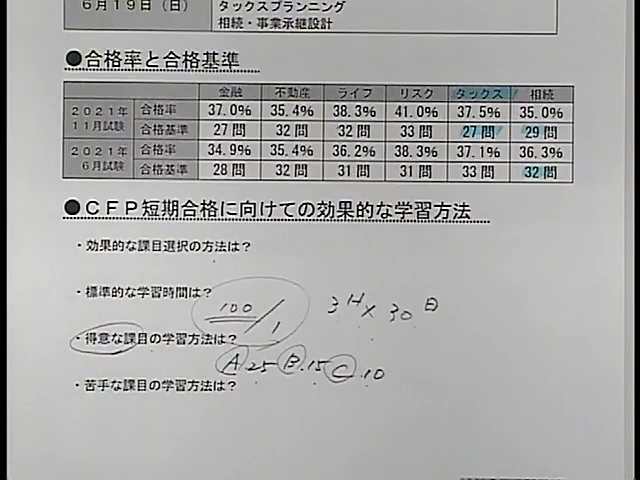 6月19日(日)
タックスプランニング
相続・事業承継設計
●合格率と合格基準
金融 不動産 ライフ リスク タックス 相続
2021年11月試験 合格率 37.0% 35.4% 38.3% 41.0% 37.5% 35.0%
合格基準 27問 32問 32問 33問 27問 29問
2021年6月試験 合格率 34.9% 35.4% 36.2% 38.3% 37.1% 36.3%
合格基準 28問 32問 31問 31問 33問 32問
●CFP短期合格に向けての効果的な学習方法
・効果的な課目選択の方法は?
・標準的な学習時間は?
100/1 3H×30日
・得意な課目の学習方法は?
A25 B.15 C.10
・苦手な課目の学習方法は?